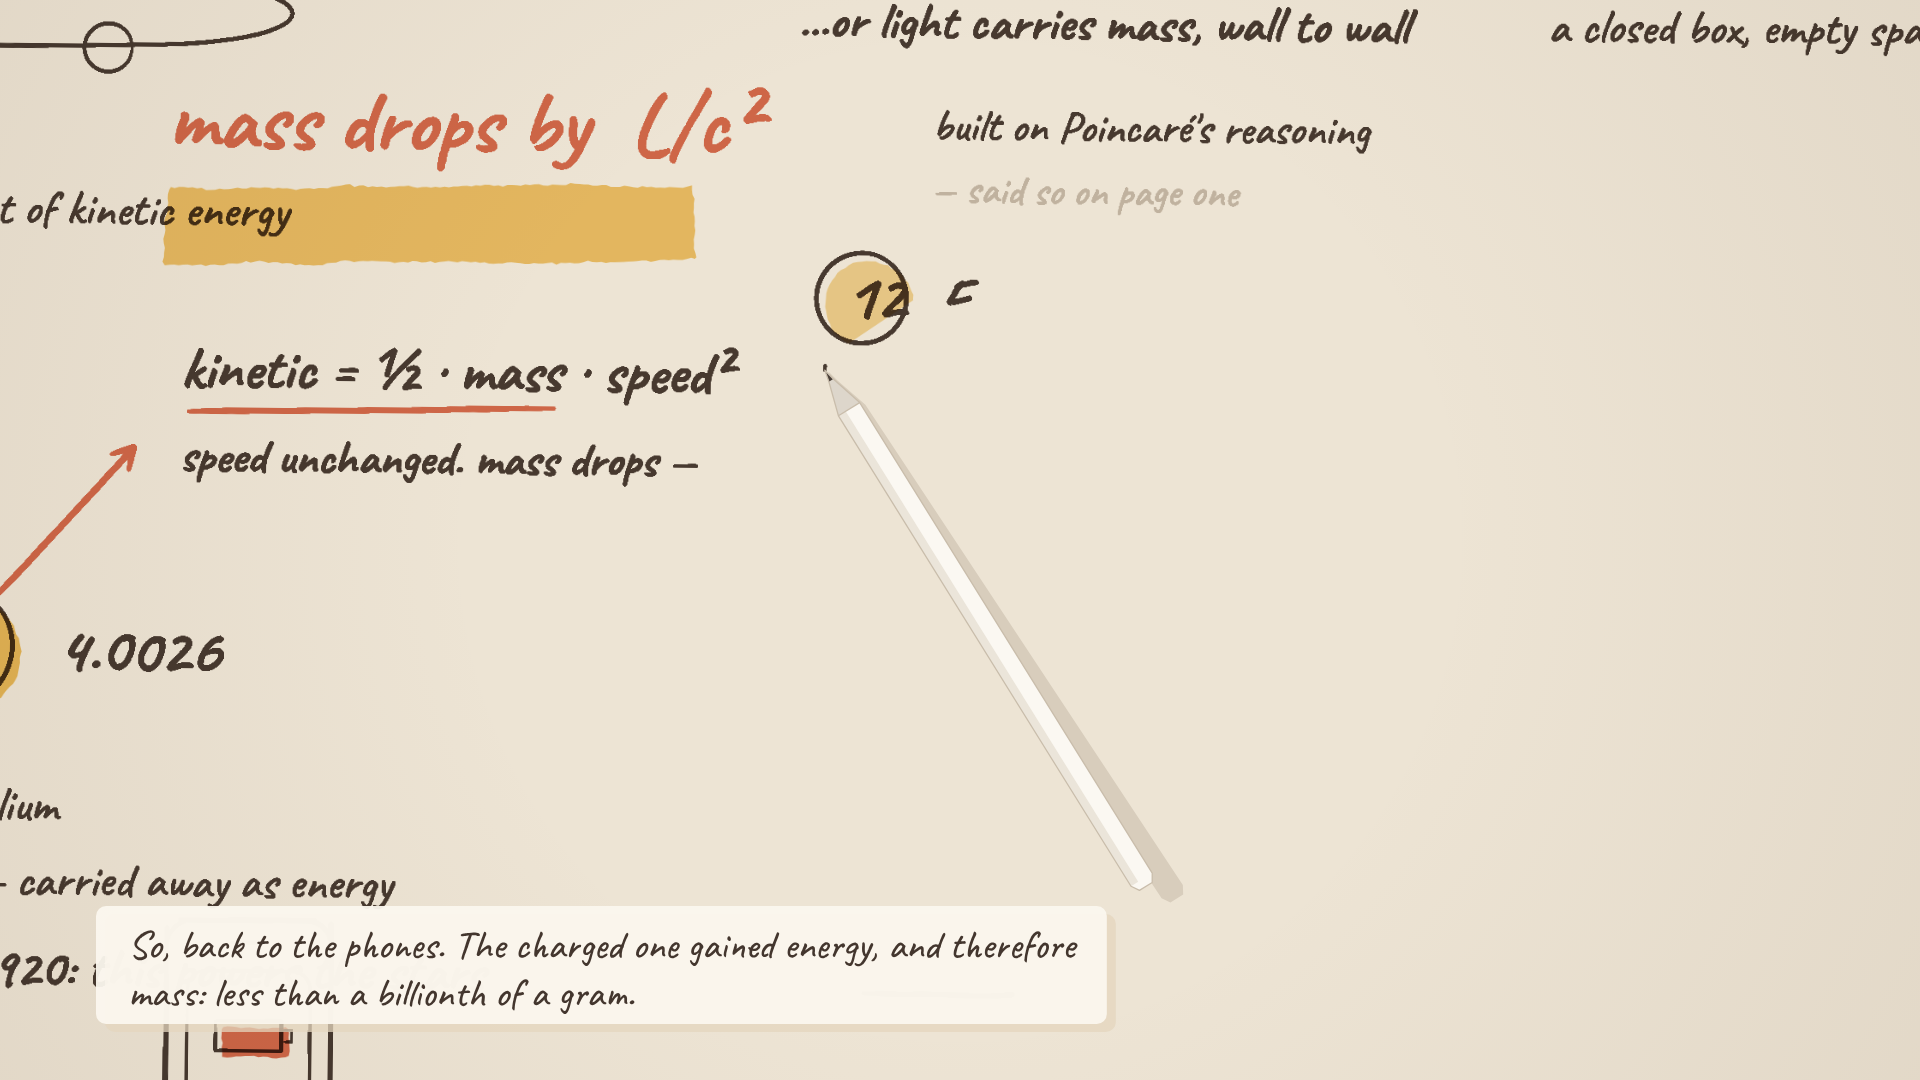 ...or light carries mass, wall to wall
a closed box, empty spa
mass drops by L/c²
built on Poincaré's reasoning
— said so on page one
t of kinetic energy
12
kinetic = ½ · mass · speed²
speed unchanged. mass drops —
4.0026
lium
- carried away as energy
920:
So, back to the phones. The charged one gained energy, and therefore
mass: less than a billionth of a gram.